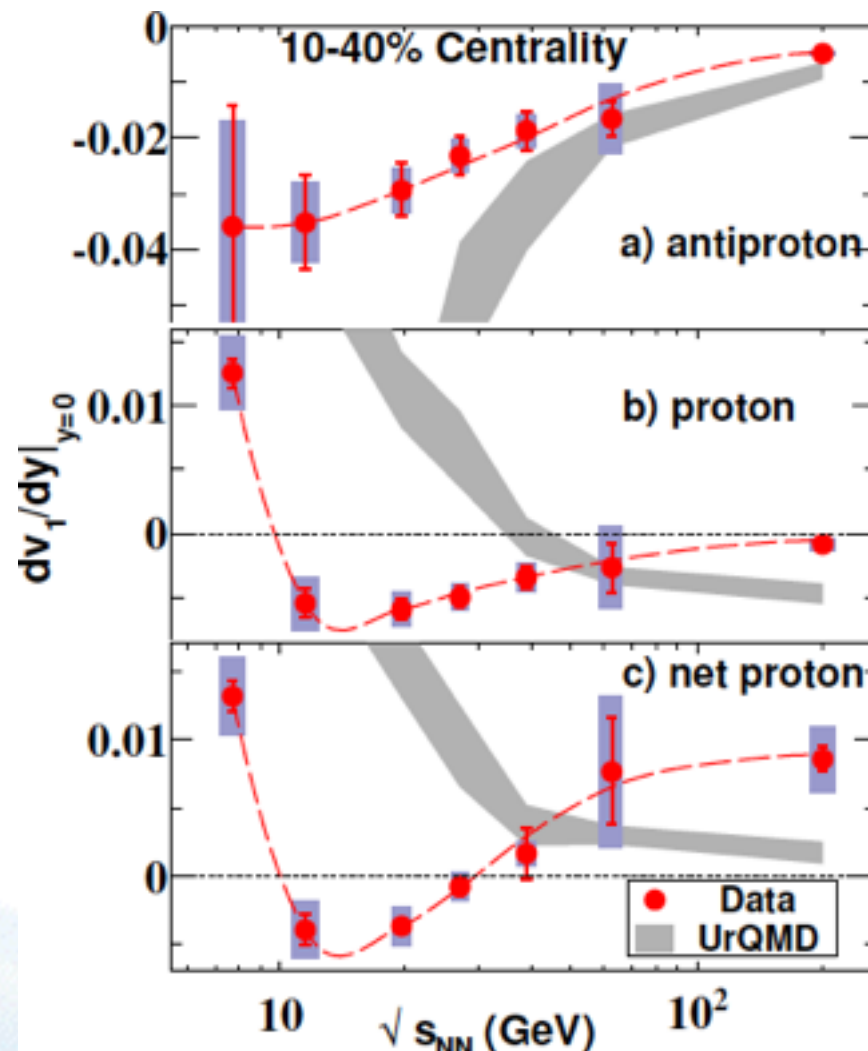 0
10-40% Centrality
-0.02
-0.04
a) antiproton
0.01
b) proton
0
dv1/dy|y=0
c) net proton
0.01
0
Data
UrQMD
10
10²
√ sNN (GeV)